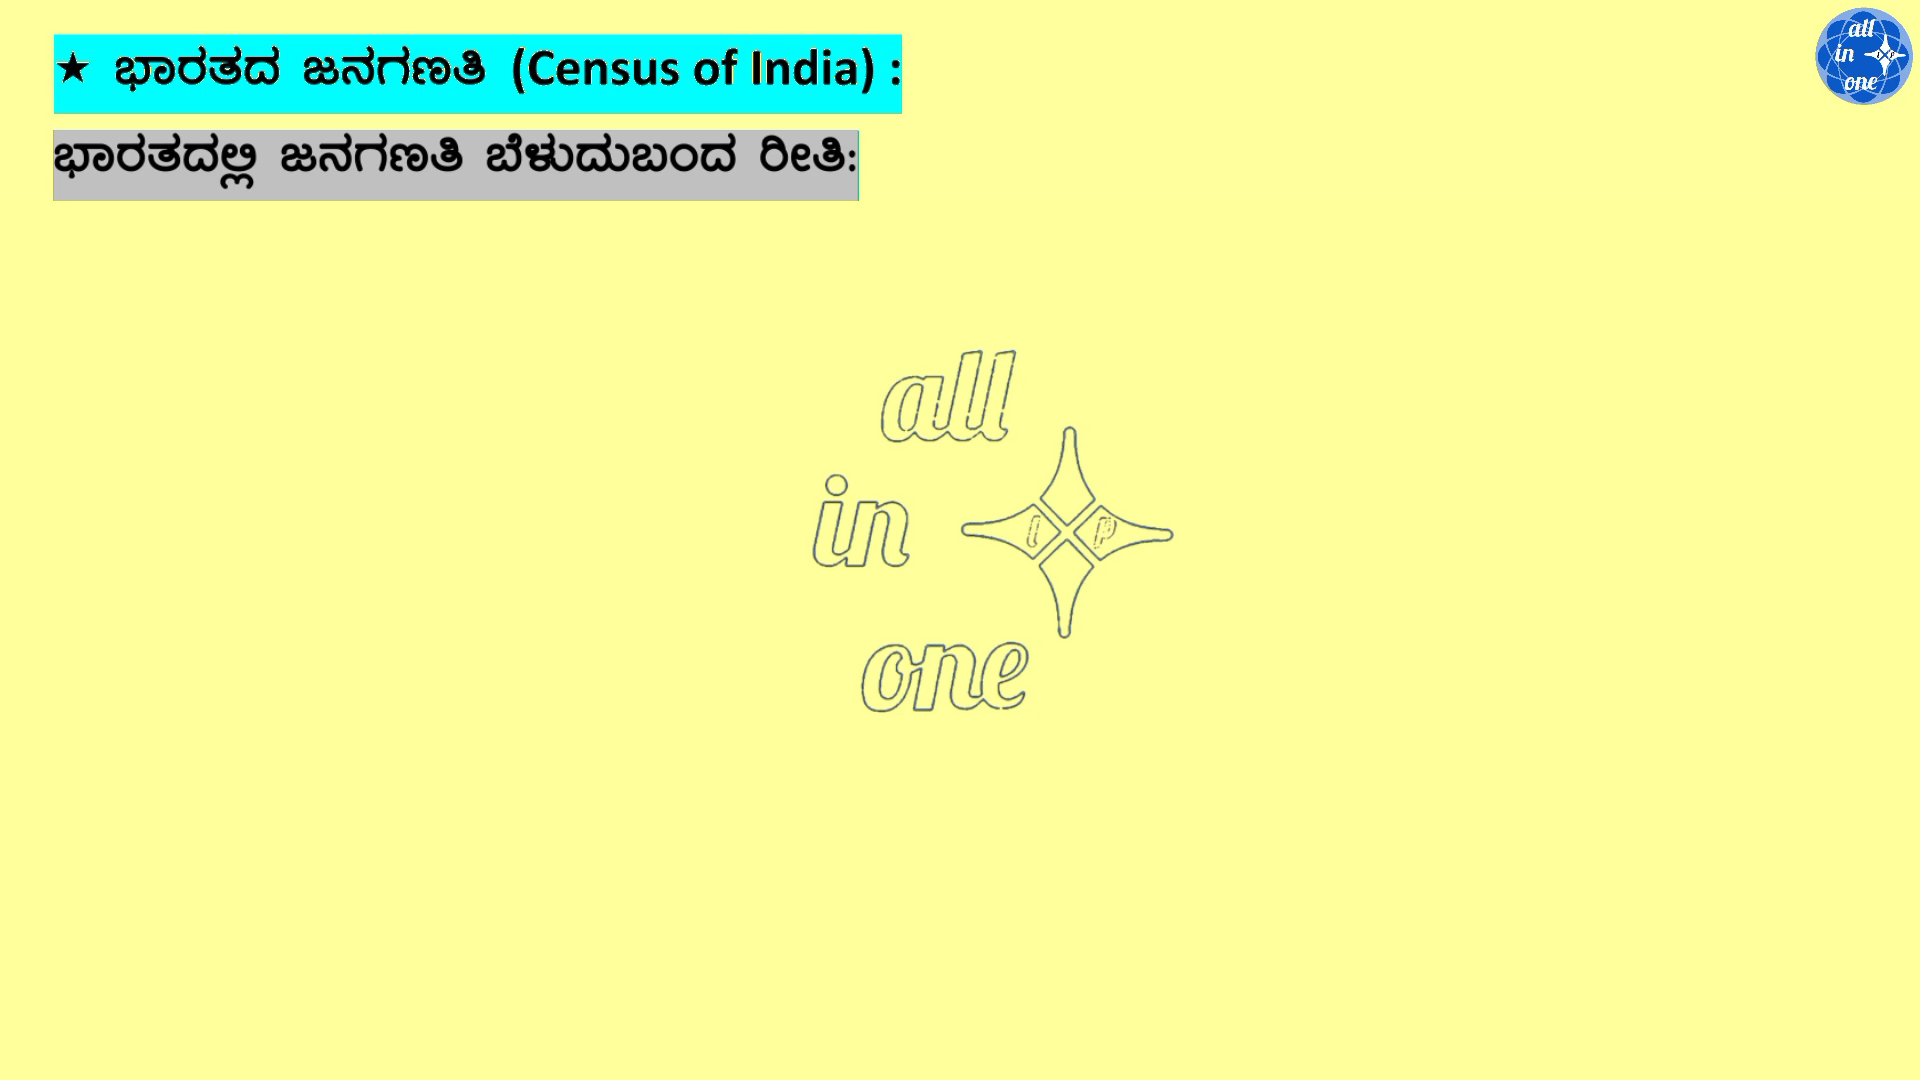 ★ ಭಾರತದ ಜನಗಣತಿ (Census of India) :
ಭಾರತದಲ್ಲಿ ಜನಗಣತಿ ಬೆಳುದುಬಂದ ರೀತಿ:
all
in
one
I P
all
in
one
I P